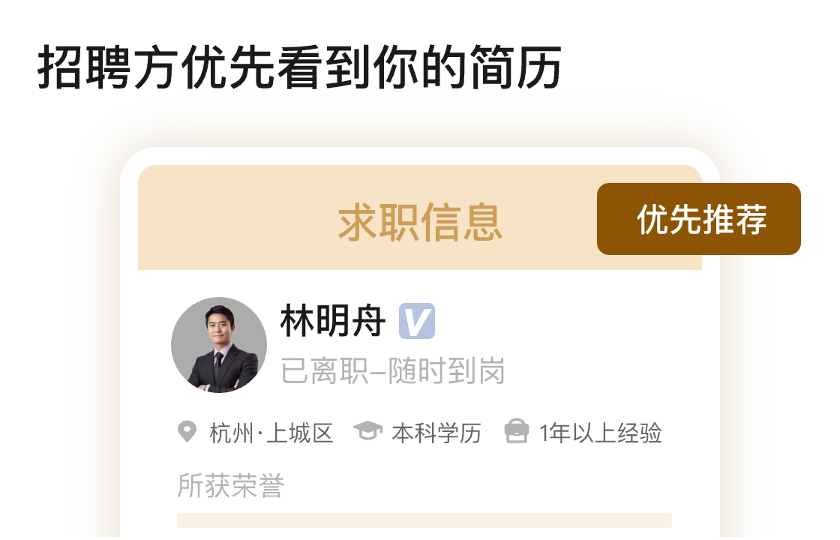 招聘方优先看到你的简历
求职信息
优先推荐
林明舟 V
已离职–随时到岗
杭州·上城区 本科学历 1年以上经验
所获荣誉